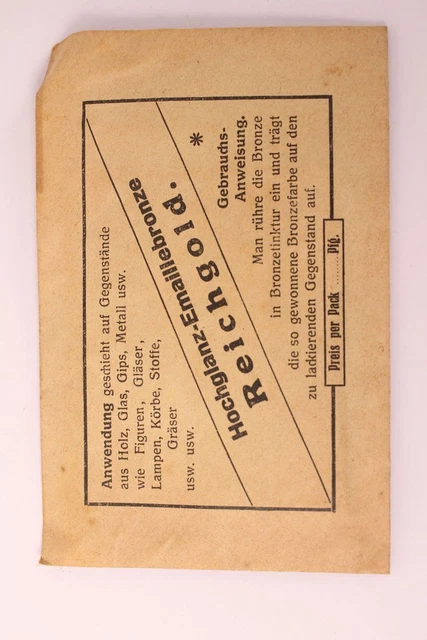 Anwendung geschieht auf Gegenstände
aus Holz, Glas, Gips, Metall usw.
wie Figuren, Gläser,
Lampen, Körbe, Stoffe,
Gräser
usw. usw.
Hochglanz-Emaillebronze
Reichgold. *
Gebrauchs-
Anweisung.
Man rühre die Bronze
in Bronzetinktur ein und trägt
die so gewonnene Bronzefarbe auf den
zu lackierenden Gegenstand auf.
Preis per Pack ........ Pfg.